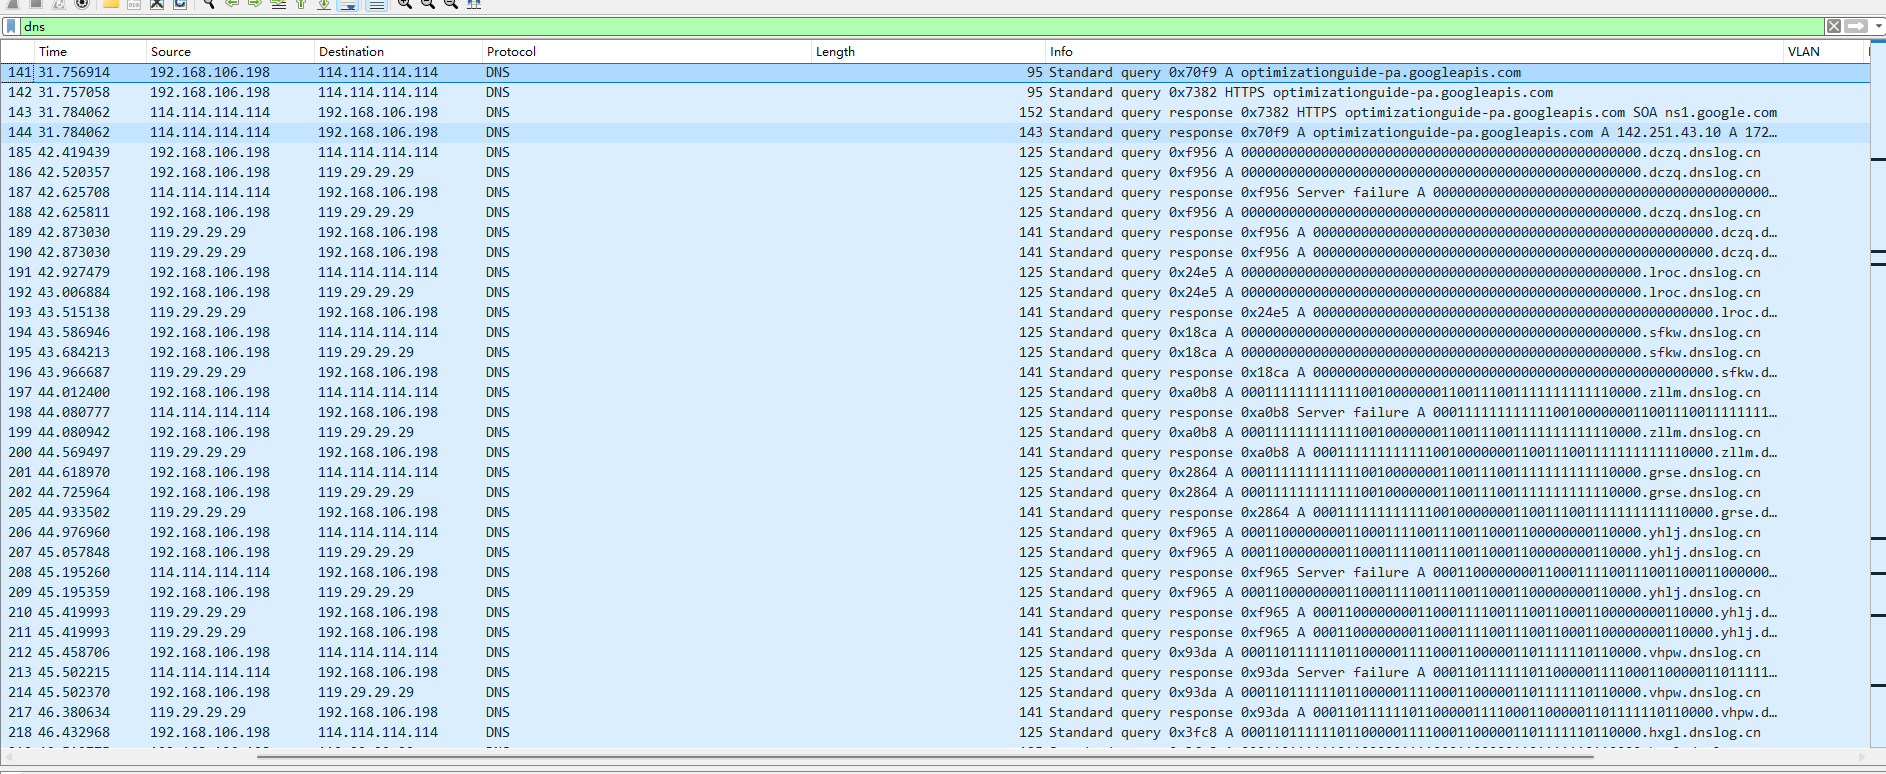 dns
Time Source Destination Protocol Length Info VLAN
141 31.756914 192.168.106.198 114.114.114.114 DNS 95 Standard query 0x70f9 A optimizationguide-pa.googleapis.com
142 31.757058 192.168.106.198 114.114.114.114 DNS 95 Standard query 0x7382 HTTPS optimizationguide-pa.googleapis.com
143 31.784062 114.114.114.114 192.168.106.198 DNS 152 Standard query response 0x7382 HTTPS optimizationguide-pa.googleapis.com SOA ns1.google.com
144 31.784062 114.114.114.114 192.168.106.198 DNS 143 Standard query response 0x70f9 A optimizationguide-pa.googleapis.com A 142.251.43.10 A 172…
185 42.419439 192.168.106.198 114.114.114.114 DNS 125 Standard query 0xf956 A 00000000000000000000000000000000000000000000000000.dczq.dnslog.cn
186 42.520357 192.168.106.198 119.29.29.29 DNS 125 Standard query 0xf956 A 00000000000000000000000000000000000000000000000000.dczq.dnslog.cn
187 42.625708 114.114.114.114 192.168.106.198 DNS 125 Standard query response 0xf956 Server failure A 000000000000000000000000000000000000000000…
188 42.625811 192.168.106.198 119.29.29.29 DNS 125 Standard query 0xf956 A 00000000000000000000000000000000000000000000000000.dczq.dnslog.cn
189 42.873030 119.29.29.29 192.168.106.198 DNS 141 Standard query response 0xf956 A 00000000000000000000000000000000000000000000000000.dczq.d…
190 42.873030 119.29.29.29 192.168.106.198 DNS 141 Standard query response 0xf956 A 00000000000000000000000000000000000000000000000000.dczq.d…
191 42.927479 192.168.106.198 114.114.114.114 DNS 125 Standard query 0x24e5 A 00000000000000000000000000000000000000000000000000.lroc.dnslog.cn
192 43.006884 192.168.106.198 119.29.29.29 DNS 125 Standard query 0x24e5 A 00000000000000000000000000000000000000000000000000.lroc.dnslog.cn
193 43.515138 119.29.29.29 192.168.106.198 DNS 141 Standard query response 0x24e5 A 00000000000000000000000000000000000000000000000000.lroc.d…
194 43.586946 192.168.106.198 114.114.114.114 DNS 125 Standard query 0x18ca A 00000000000000000000000000000000000000000000000000.sfkw.dnslog.cn
195 43.684213 192.168.106.198 119.29.29.29 DNS 125 Standard query 0x18ca A 00000000000000000000000000000000000000000000000000.sfkw.dnslog.cn
196 43.966687 119.29.29.29 192.168.106.198 DNS 141 Standard query response 0x18ca A 00000000000000000000000000000000000000000000000000.sfkw.d…
197 44.012400 192.168.106.198 114.114.114.114 DNS 125 Standard query 0xa0b8 A 00011111111111100100000001100111001111111111110000.zllm.dnslog.cn
198 44.080777 114.114.114.114 192.168.106.198 DNS 125 Standard query response 0xa0b8 Server failure A 000111111111111001000000011001110011111111…
199 44.080942 192.168.106.198 119.29.29.29 DNS 125 Standard query 0xa0b8 A 00011111111111100100000001100111001111111111110000.zllm.dnslog.cn
200 44.569497 119.29.29.29 192.168.106.198 DNS 141 Standard query response 0xa0b8 A 00011111111111100100000001100111001111111111110000.zllm.d…
201 44.618970 192.168.106.198 114.114.114.114 DNS 125 Standard query 0x2864 A 00011111111111100100000001100111001111111111110000.grse.dnslog.cn
202 44.725964 192.168.106.198 119.29.29.29 DNS 125 Standard query 0x2864 A 00011111111111100100000001100111001111111111110000.grse.dnslog.cn
205 44.933502 119.29.29.29 192.168.106.198 DNS 141 Standard query response 0x2864 A 00011111111111100100000001100111001111111111110000.grse.d…
206 44.976960 192.168.106.198 114.114.114.114 DNS 125 Standard query 0xf965 A 00011000000001100011110011100110001100000000110000.yhlj.dnslog.cn
207 45.057848 192.168.106.198 119.29.29.29 DNS 125 Standard query 0xf965 A 00011000000001100011110011100110001100000000110000.yhlj.dnslog.cn
208 45.195260 114.114.114.114 192.168.106.198 DNS 125 Standard query response 0xf965 Server failure A 000110000000011000111100111001100011000000…
209 45.195359 192.168.106.198 119.29.29.29 DNS 125 Standard query 0xf965 A 00011000000001100011110011100110001100000000110000.yhlj.dnslog.cn
210 45.419993 119.29.29.29 192.168.106.198 DNS 141 Standard query response 0xf965 A 00011000000001100011110011100110001100000000110000.yhlj.d…
211 45.419993 119.29.29.29 192.168.106.198 DNS 141 Standard query response 0xf965 A 00011000000001100011110011100110001100000000110000.yhlj.d…
212 45.458706 192.168.106.198 114.114.114.114 DNS 125 Standard query 0x93da A 00011011111101100000111100011000001101111110110000.vhpw.dnslog.cn
213 45.502215 114.114.114.114 192.168.106.198 DNS 125 Standard query response 0x93da Server failure A 000110111111011000001111000110000011011111…
214 45.502370 192.168.106.198 119.29.29.29 DNS 125 Standard query 0x93da A 00011011111101100000111100011000001101111110110000.vhpw.dnslog.cn
217 46.380634 119.29.29.29 192.168.106.198 DNS 141 Standard query response 0x93da A 00011011111101100000111100011000001101111110110000.vhpw.d…
218 46.432968 192.168.106.198 114.114.114.114 DNS 125 Standard query 0x3fc8 A 00011011111101100000111100011000001101111110110000.hxgl.dnslog.cn